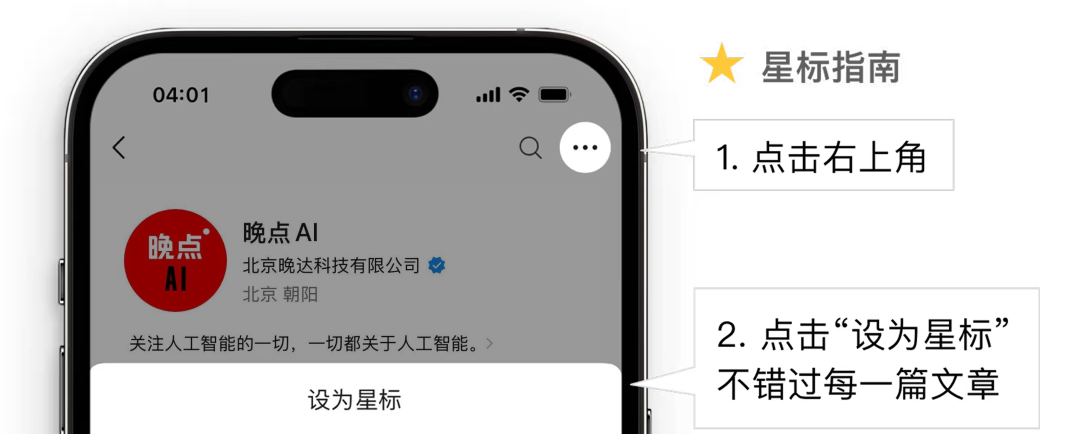 星标指南
04:01
1. 点击右上角
晚点
AI
晚点 AI
北京晚达科技有限公司
北京 朝阳
关注人工智能的一切，一切都关于人工智能。
2. 点击“设为星标”
不错过每一篇文章
设为星标